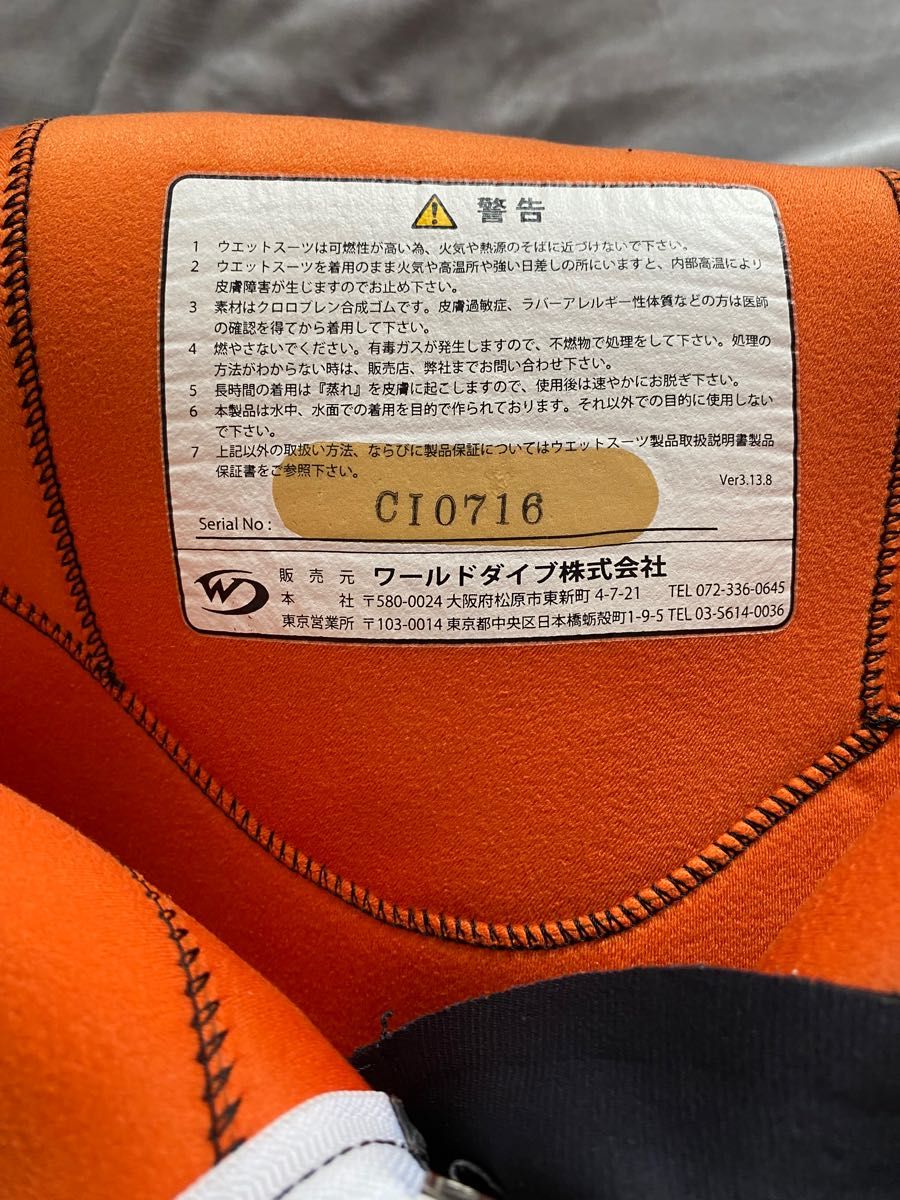 警告
1 ウエットスーツは可燃性が高い為、火気や熱源のそばに近づけないで下さい。
2 ウエットスーツを着用のまま火気や高温所や強い日差しの所にいますと、内部高温により
皮膚障害が生じますのでお止め下さい。
3 素材はクロロプレン合成ゴムです。皮膚過敏症、ラバーアレルギー性体質などの方は医師
の確認を得てから着用して下さい。
4 燃やさないでください。有毒ガスが発生しますので、不燃物で処理をして下さい。処理の
方法がわからない時は、販売店、弊社までお問い合わせ下さい。
5 長時間の着用は『蒸れ』を皮膚に起こしますので、使用後は速やかにお脱ぎ下さい。
6 本製品は水中、水面での着用を目的で作られております。それ以外での目的に使用しない
で下さい。
7 上記以外の取扱い方法、ならびに製品保証についてはウエットスーツ製品取扱説明書製品
保証書をご参照下さい。
Ver3.13.8
Serial No : CI0716
WD 販売元 ワールドダイブ株式会社
本社 〒580-0024 大阪府松原市東新町 4-7-21 TEL 072-336-0645
東京営業所 〒103-0014 東京都中央区日本橋蛎殻町1-9-5 TEL 03-5614-0036